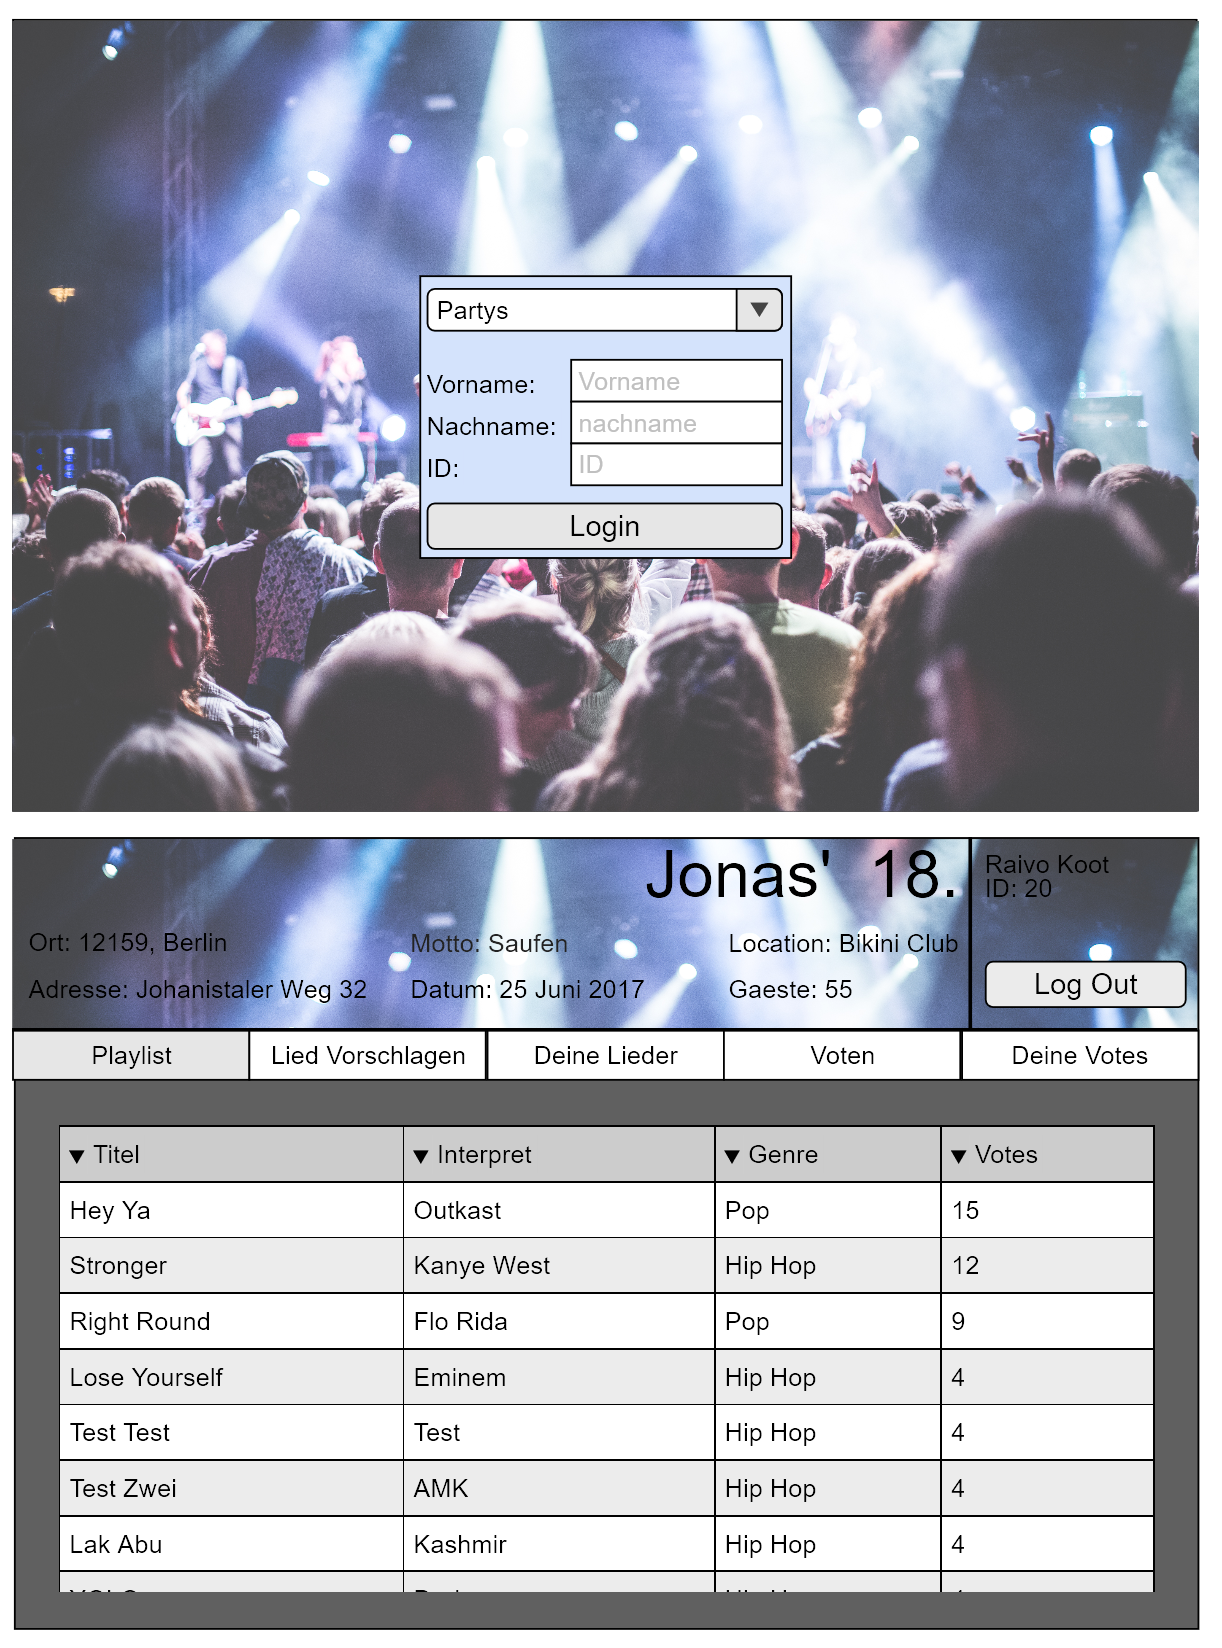 Partys
Vorname: Vorname
Nachname: nachname
ID: ID
Login
Jonas' 18.
Raivo Koot
ID: 20
Ort: 12159, Berlin Motto: Saufen Location: Bikini Club
Adresse: Johanistaler Weg 32 Datum: 25 Juni 2017 Gaeste: 55
Log Out
Playlist Lied Vorschlagen Deine Lieder Voten Deine Votes
▼ Titel ▼ Interpret ▼ Genre ▼ Votes
Hey Ya Outkast Pop 15
Stronger Kanye West Hip Hop 12
Right Round Flo Rida Pop 9
Lose Yourself Eminem Hip Hop 4
Test Test Test Hip Hop 4
Test Zwei AMK Hip Hop 4
Lak Abu Kashmir Hip Hop 4